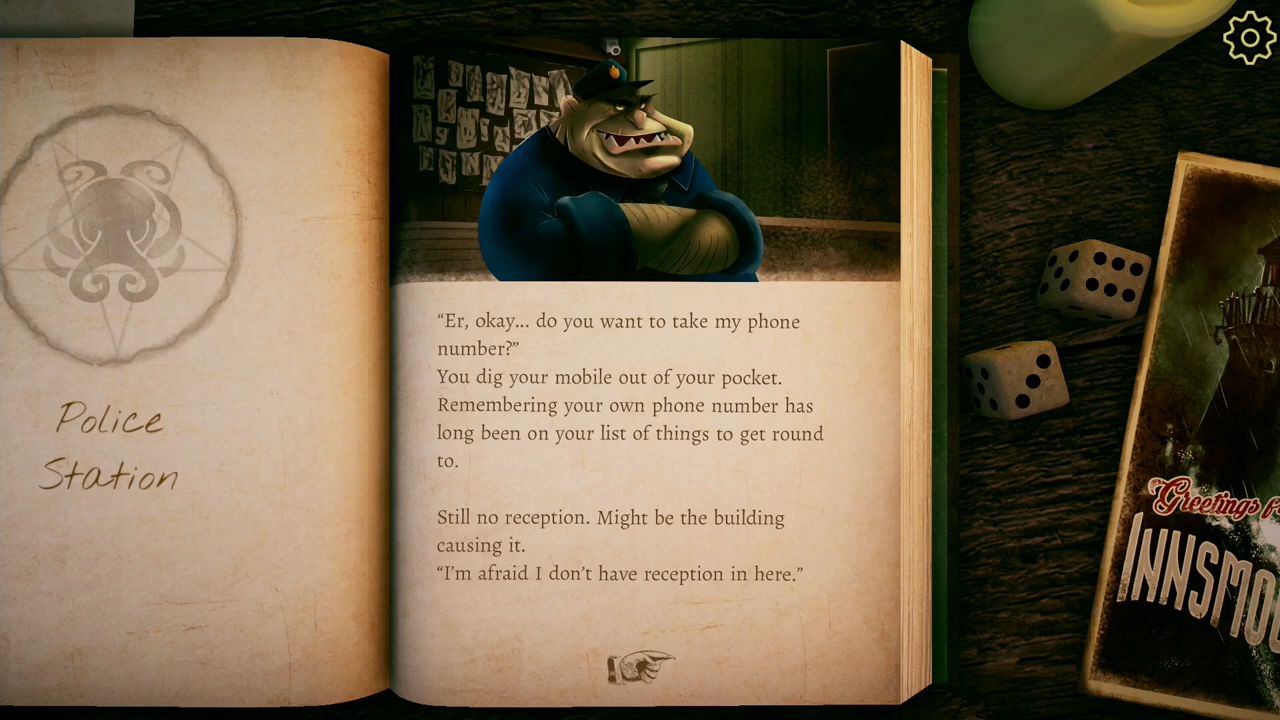 Police
Station
“Er, okay... do you want to take my phone
number?”
You dig your mobile out of your pocket.
Remembering your own phone number has
long been on your list of things to get round
to.
Still no reception. Might be the building
causing it.
“I’m afraid I don’t have reception in here.”
Greetings